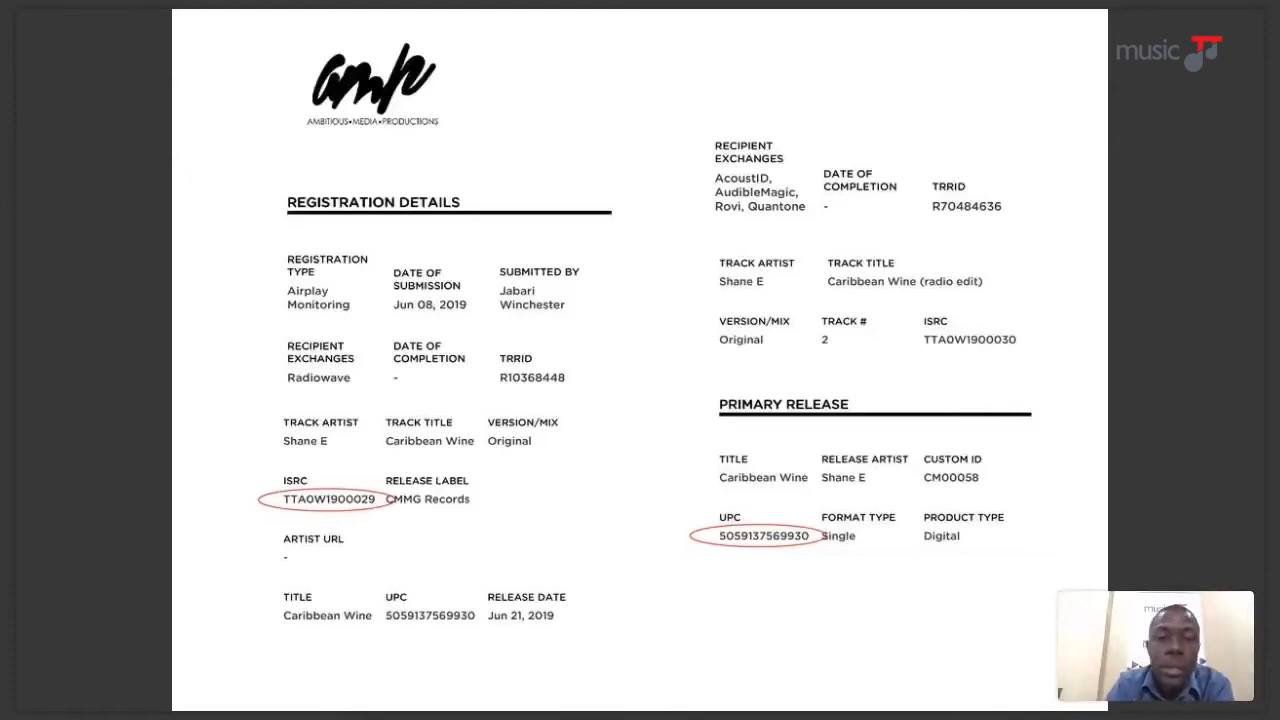 music TT
amp
AMBITIOUS•MEDIA•PRODUCTIONS
REGISTRATION DETAILS
REGISTRATION TYPE
DATE OF SUBMISSION
SUBMITTED BY
Airplay Monitoring
Jun 08, 2019
Jabari Winchester
RECIPIENT EXCHANGES
DATE OF COMPLETION
TRRID
Radiowave
-
R10368448
TRACK ARTIST
TRACK TITLE
VERSION/MIX
Shane E
Caribbean Wine
Original
ISRC
RELEASE LABEL
TTA0W1900029
CMMG Records
ARTIST URL
-
TITLE
UPC
RELEASE DATE
Caribbean Wine
5059137569930
Jun 21, 2019
RECIPIENT EXCHANGES
DATE OF COMPLETION
TRRID
AcoustID,
AudibleMagic,
Rovi, Quantone
-
R70484636
TRACK ARTIST
TRACK TITLE
Shane E
Caribbean Wine (radio edit)
VERSION/MIX
TRACK #
ISRC
Original
2
TTA0W1900030
PRIMARY RELEASE
TITLE
RELEASE ARTIST
CUSTOM ID
Caribbean Wine
Shane E
CM00058
UPC
FORMAT TYPE
PRODUCT TYPE
5059137569930
Single
Digital